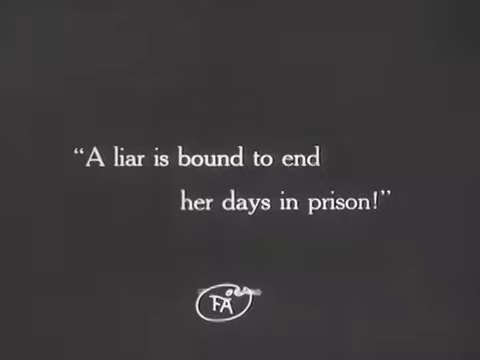 “A liar is bound to end
her days in prison!”
FA